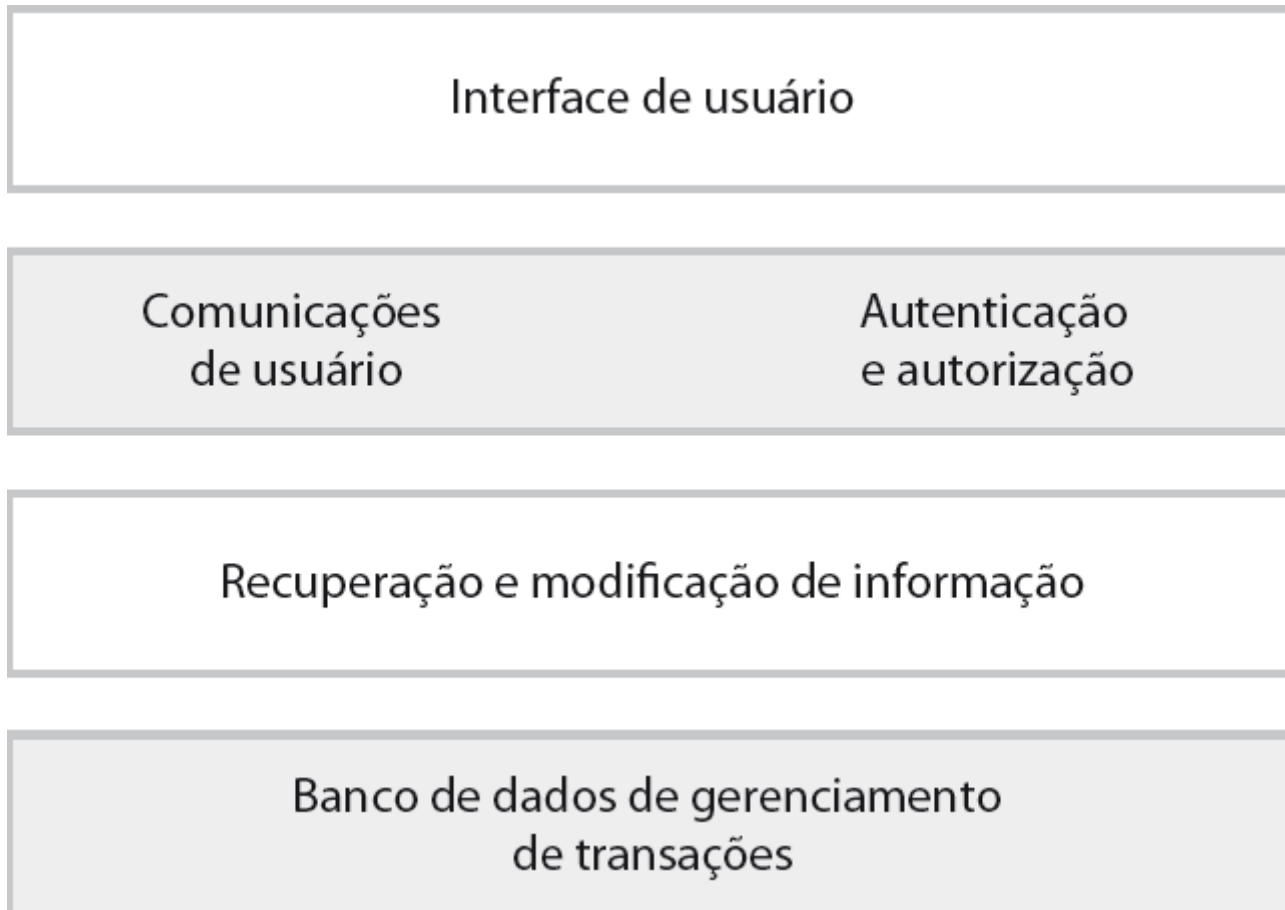 Interface de usuário
Comunicações
de usuário
Autenticação
e autorização
Recuperação e modificação de informação
Banco de dados de gerenciamento
de transações